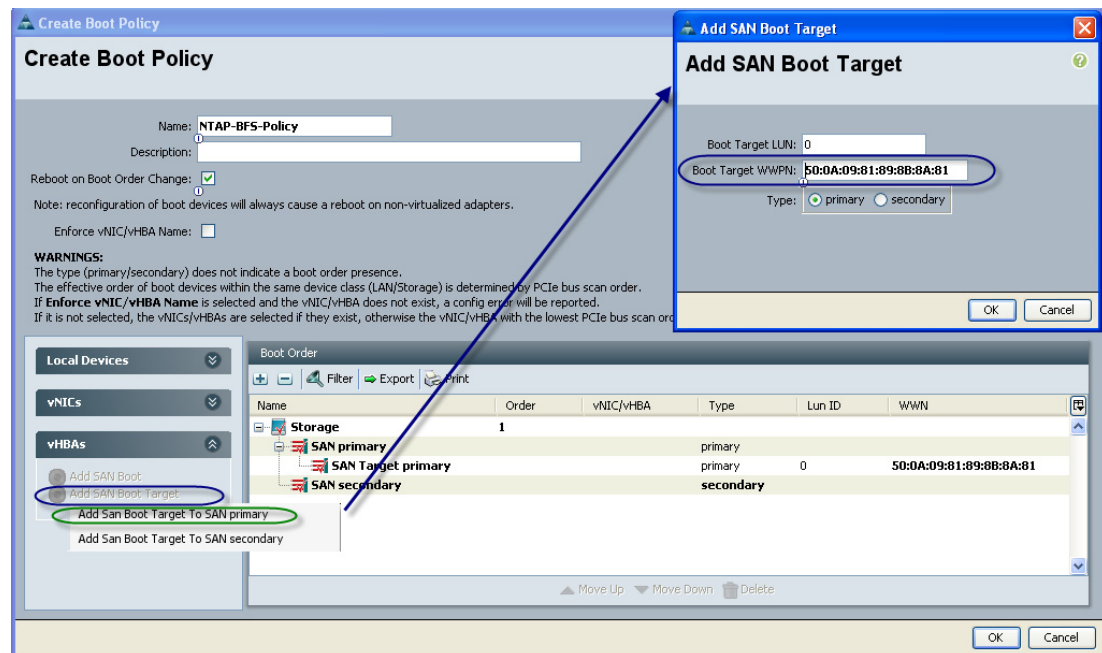 Create Boot Policy
Create Boot Policy
Name: NTAP-BFS-Policy
Description:
Reboot on Boot Order Change:
Note: reconfiguration of boot devices will always cause a reboot on non-virtualized adapters.
Enforce vNIC/vHBA Name:
WARNINGS:
The type (primary/secondary) does not indicate a boot order presence.
The effective order of boot devices within the same device class (LAN/Storage) is determined by PCIe bus scan order.
If Enforce vNIC/vHBA Name is selected and the vNIC/vHBA does not exist, a config error will be reported.
If it is not selected, the vNICs/vHBAs are selected if they exist, otherwise the vNIC/vHBA with the lowest PCIe bus scan
Add SAN Boot Target
Add SAN Boot Target
Boot Target LUN: 0
Boot Target WWPN: 50:0A:09:81:89:8B:8A:81
Type: primary secondary
OK Cancel
Local Devices
vNICs
vHBAs
Add SAN Boot
Add SAN Boot Target
Add San Boot Target To SAN primary
Add San Boot Target To SAN secondary
Boot Order
Filter Export Print
Name Order vNIC/vHBA Type Lun ID WWN
Storage 1
SAN primary primary
SAN Target primary primary 0 50:0A:09:81:89:8B:8A:81
SAN secondary secondary
Move Up Move Down Delete
OK Cancel